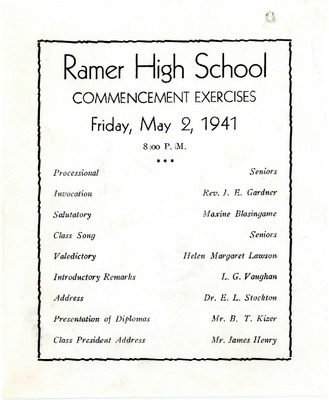 Ramer High School
COMMENCEMENT EXERCISES
Friday, May 2, 1941
8:00 P. M.
Processional Seniors
Invocation Rev. J. E. Gardner
Salutatory Maxine Blasingame
Class Song Seniors
Valedictory Helen Margaret Lawson
Introductory Remarks L. G. Vaughan
Address Dr. E. L. Stockton
Presentation of Diplomas Mr. B. T. Kizer
Class President Address Mr. James Henry